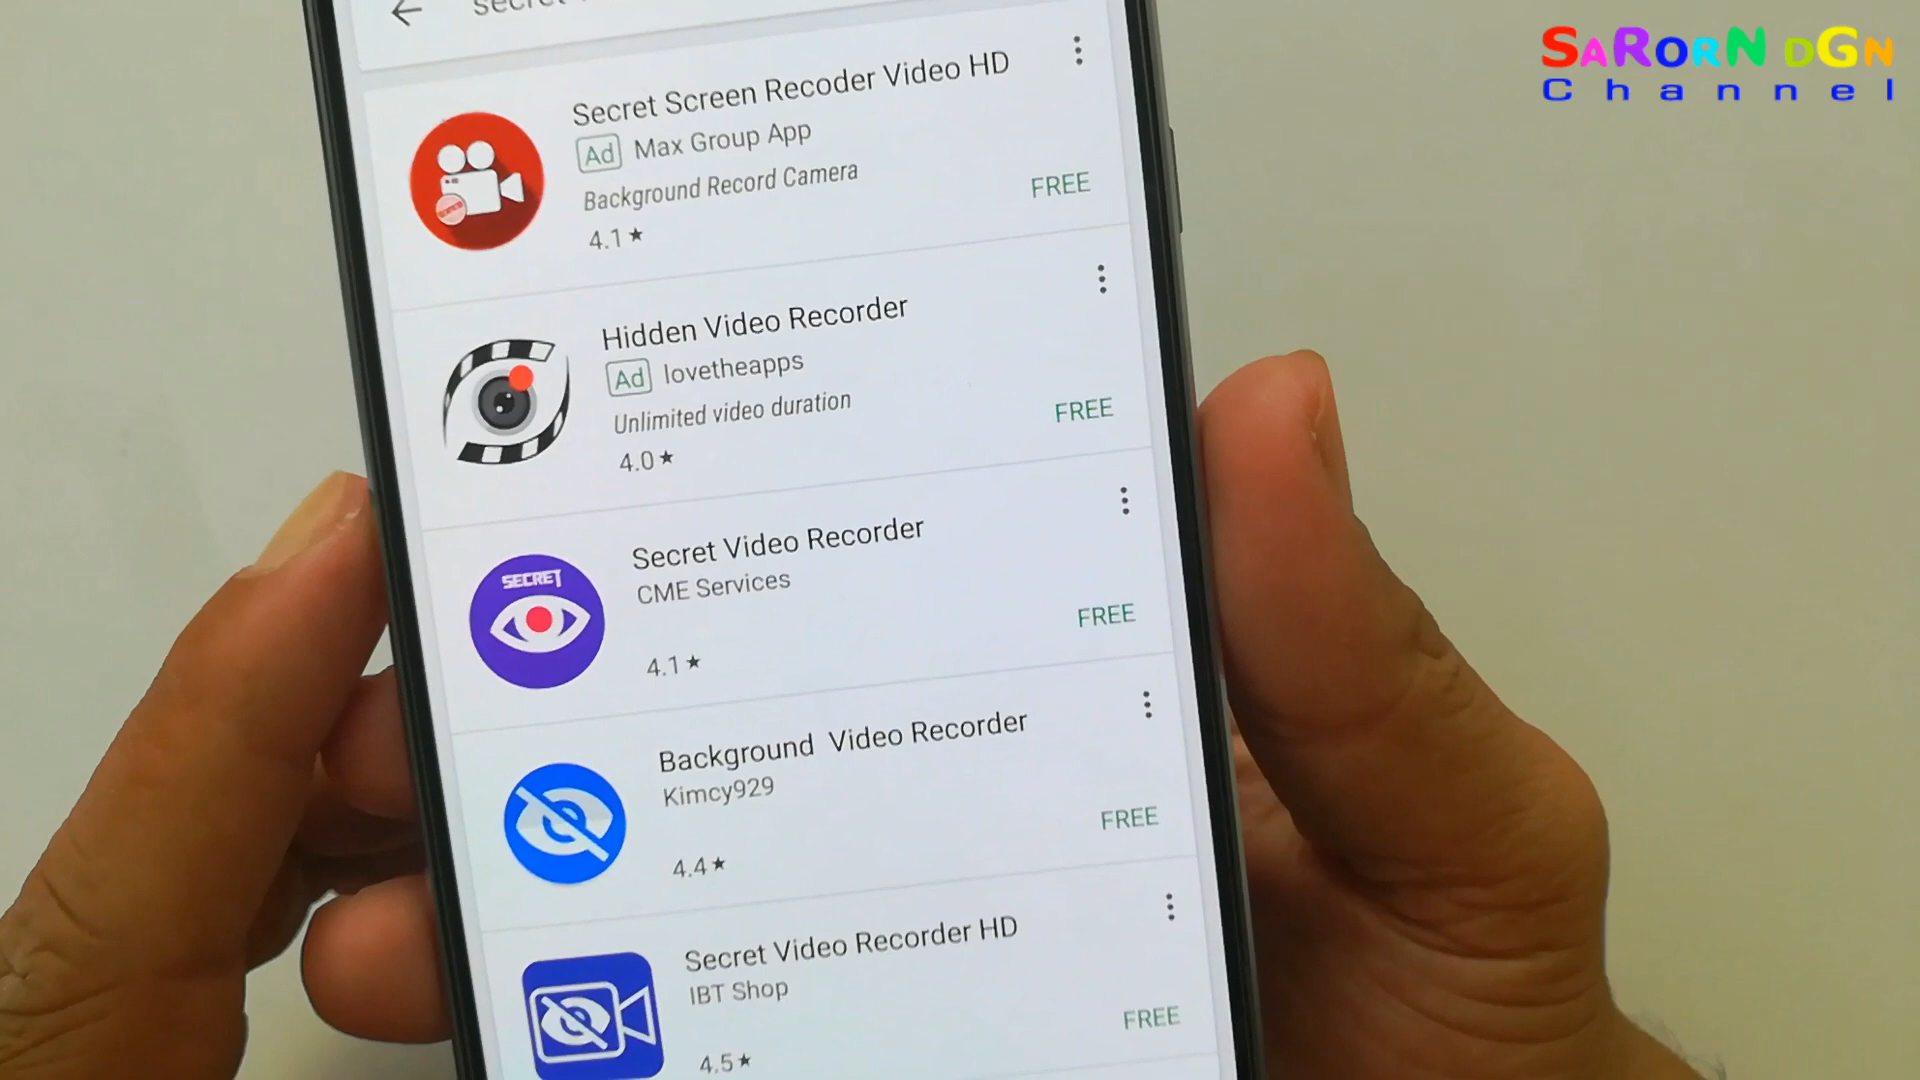 SaRorN DGN
Channel
Secret Screen Recoder Video HD
Ad Max Group App
Background Record Camera
FREE
4.1★
Hidden Video Recorder
Ad lovetheapps
Unlimited video duration
FREE
4.0★
SECRET
Secret Video Recorder
CME Services
FREE
4.1★
Background Video Recorder
Kimcy929
FREE
4.4★
Secret Video Recorder HD
IBT Shop
FREE
4.5★